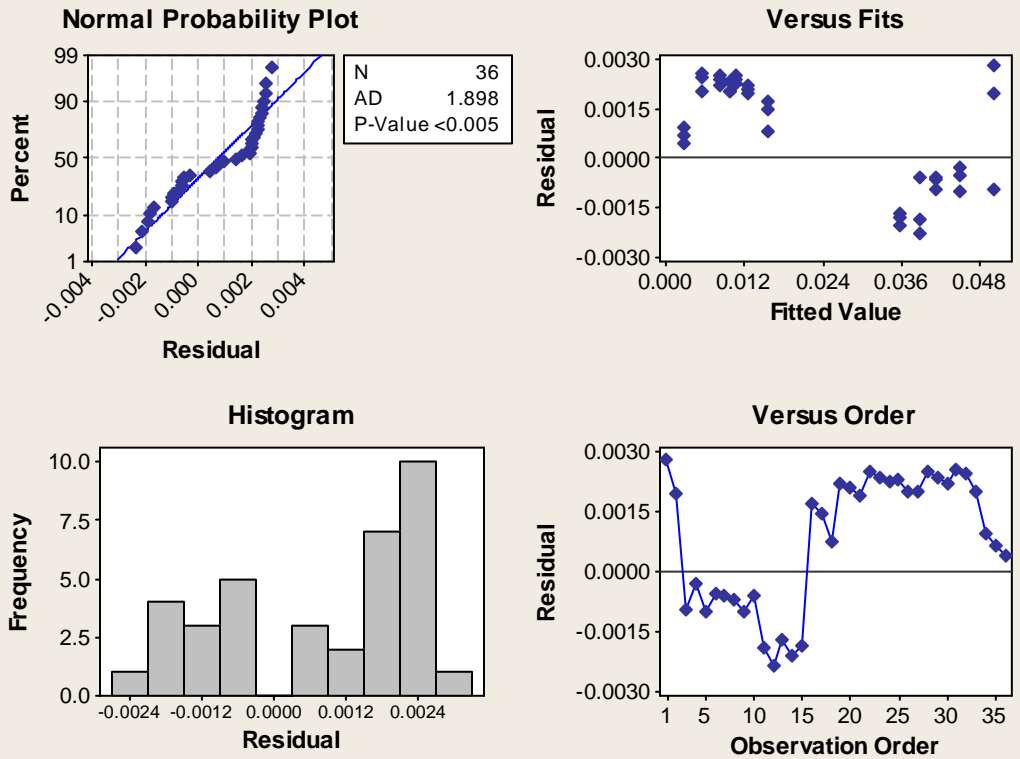 Normal Probability Plot
99
90
50
10
1
Percent
-0.004
-0.002
0.000
0.002
0.004
Residual
N 36
AD 1.898
P-Value <0.005
Versus Fits
0.0030
0.0015
0.0000
-0.0015
-0.0030
Residual
0.000 0.012 0.024 0.036 0.048
Fitted Value
Histogram
10.0
7.5
5.0
2.5
0.0
Frequency
-0.0024 -0.0012 0.0000 0.0012 0.0024
Residual
Versus Order
0.0030
0.0015
0.0000
-0.0015
-0.0030
Residual
1 5 10 15 20 25 30 35
Observation Order